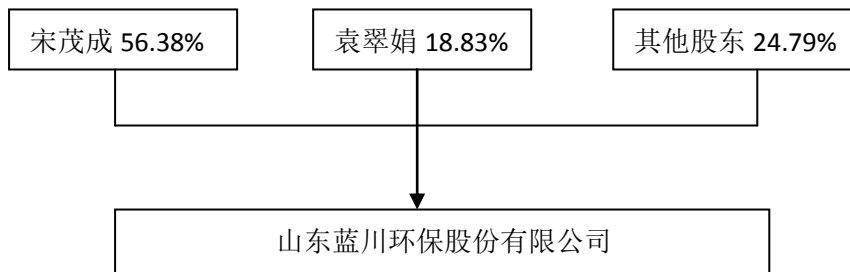 宋茂成 56.38%
袁翠娟 18.83%
其他股东 24.79%
山东蓝川环保股份有限公司